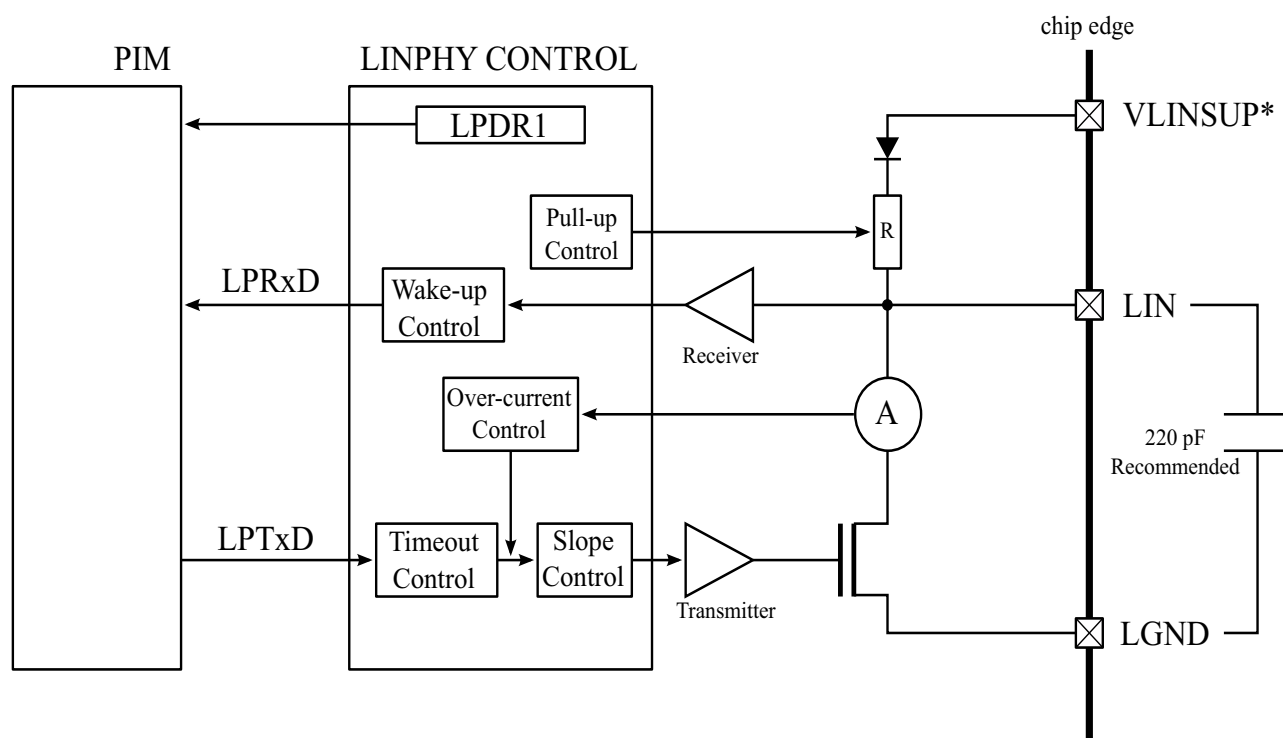 chip edge
PIM
LINPHY CONTROL
VLINSUP*
LPDR1
Pull-up
Control
R
LPRxD
Wake-up
Control
Receiver
LIN
Over-current
Control
A
220 pF
Recommended
LPTxD
Timeout
Control
Slope
Control
Transmitter
LGND